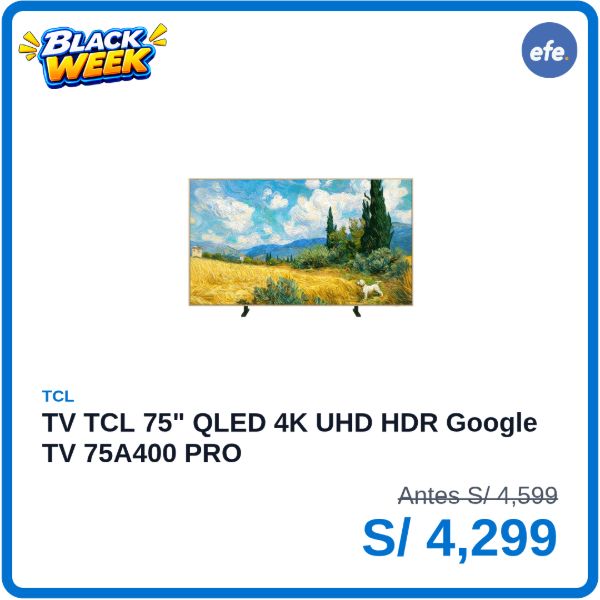 BLACK
WEEK
efe.
TCL
TV TCL 75" QLED 4K UHD HDR Google
TV 75A400 PRO
Antes S/ 4,599
S/ 4,299